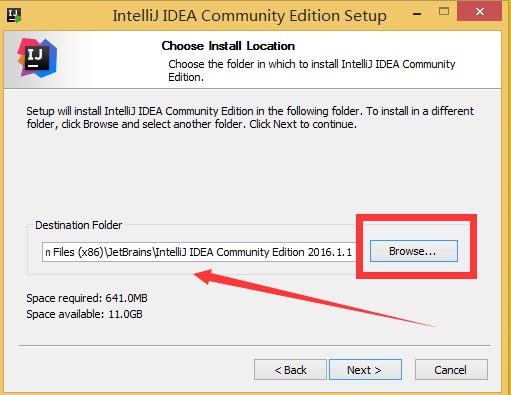 IJ
IntelliJ IDEA Community Edition Setup
IJ
Choose Install Location
Choose the folder in which to install IntelliJ IDEA Community
Edition.
Setup will install IntelliJ IDEA Community Edition in the following folder. To install in a different
folder, click Browse and select another folder. Click Next to continue.
Destination Folder
n Files (x86)\JetBrains\IntelliJ IDEA Community Edition 2016.1.1
Browse...
Space required: 641.0MB
Space available: 11.0GB
< Back
Next >
Cancel